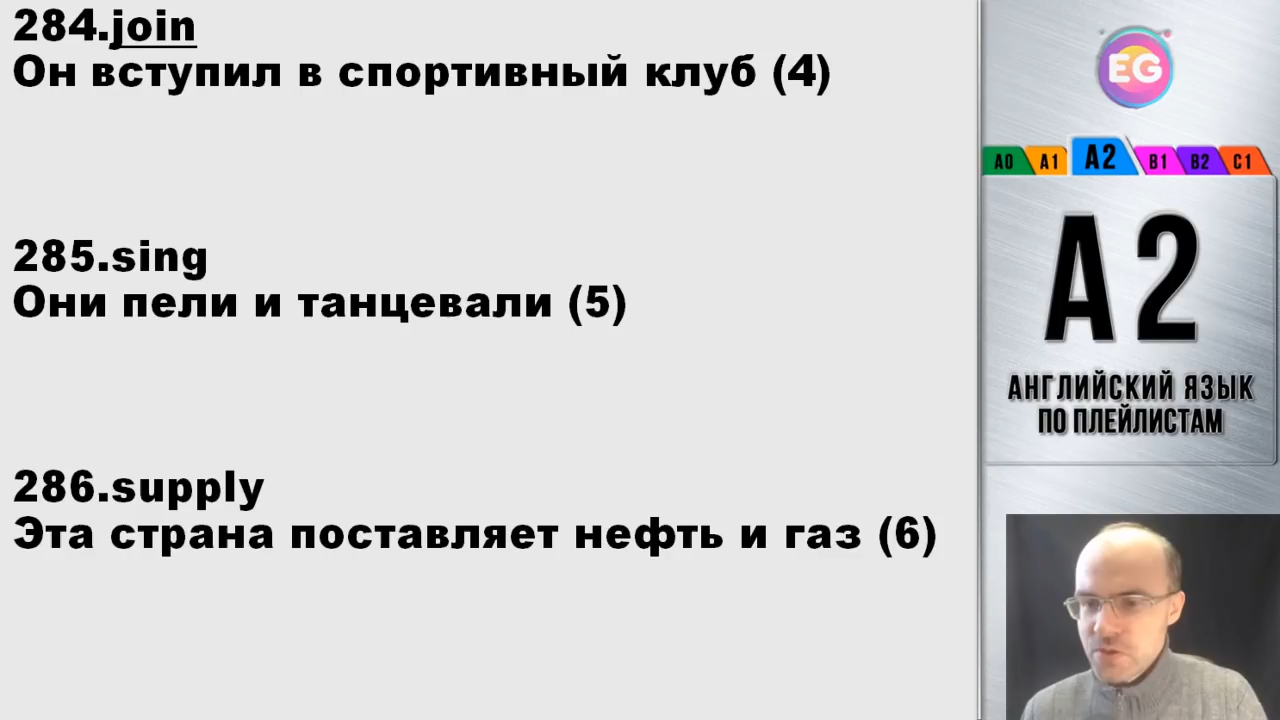 284.join
Он вступил в спортивный клуб (4)
285.sing
Они пели и танцевали (5)
286.supply
Эта страна поставляет нефть и газ (6)
EG
A0 A1 A2 B1 B2 C1
A2
АНГЛИЙСКИЙ ЯЗЫК
ПО ПЛЕЙЛИСТАМ